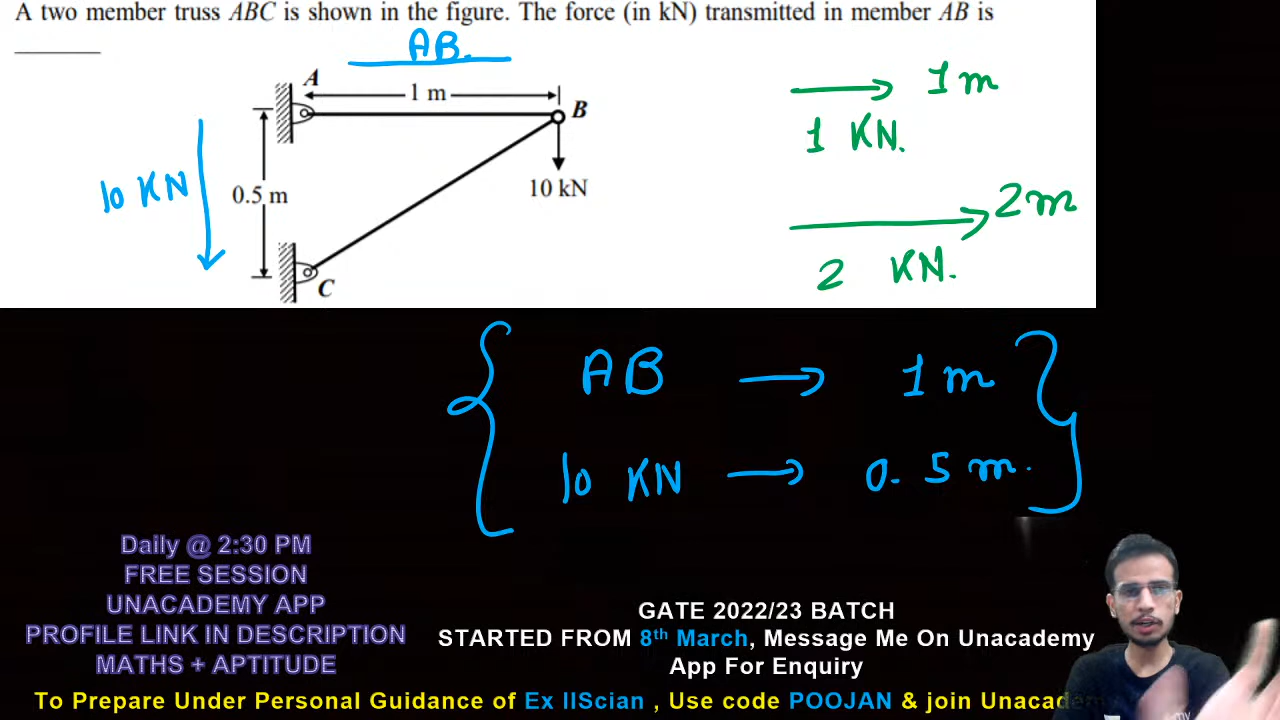 A two member truss ABC is shown in the figure. The force (in kN) transmitted in member AB is
________
AB.
A
1 m
B
1 m
1 KN.
10 KN
0.5 m
10 kN
2m
2 KN.
C
AB → 1 m
10 KN → 0.5 m.
Daily @ 2:30 PM
FREE SESSION
UNACADEMY APP
PROFILE LINK IN DESCRIPTION
MATHS + APTITUDE
GATE 2022/23 BATCH
STARTED FROM 8th March, Message Me On Unacademy
App For Enquiry
To Prepare Under Personal Guidance of Ex IIScian , Use code POOJAN & join Unacadem